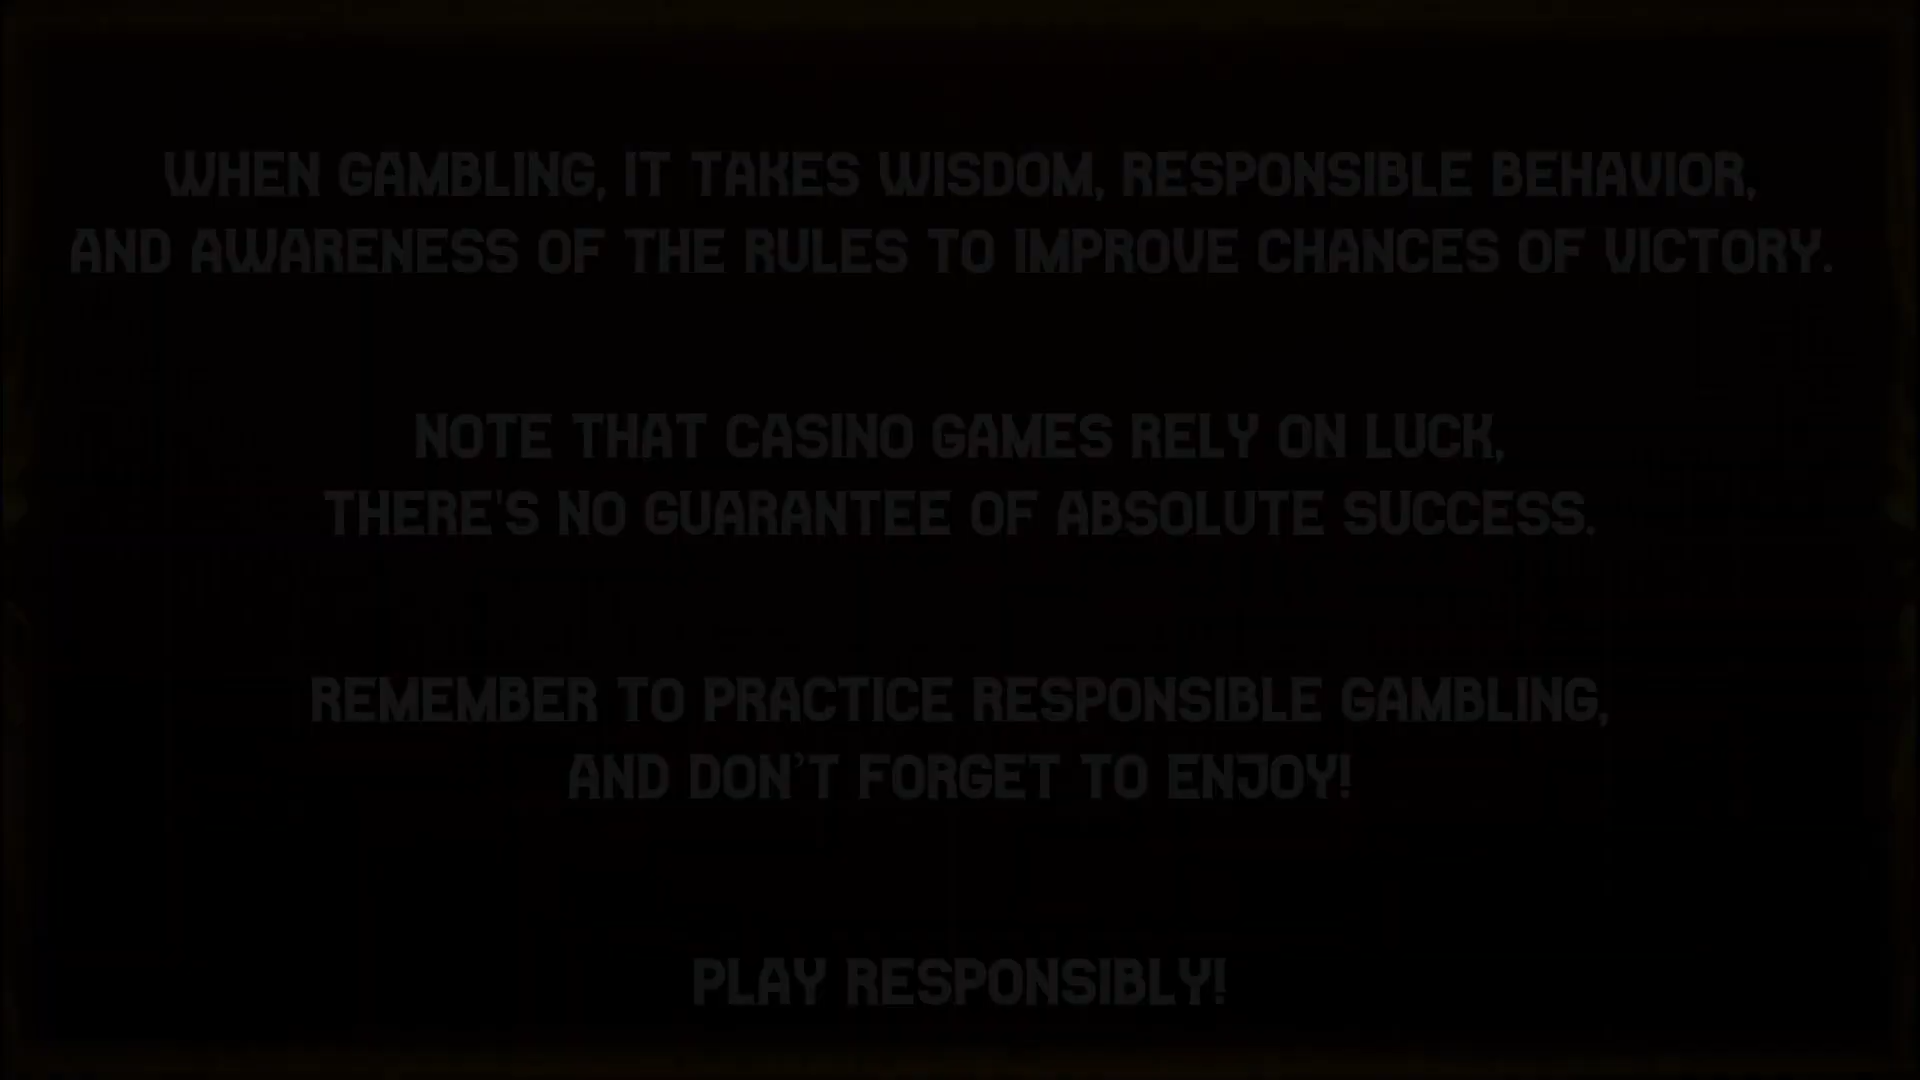 WHEN GAMBLING, IT TAKES WISDOM, RESPONSIBLE BEHAVIOR,
AND AWARENESS OF THE RULES TO IMPROVE CHANCES OF VICTORY.
NOTE THAT CASINO GAMES RELY ON LUCK,
THERE'S NO GUARANTEE OF ABSOLUTE SUCCESS.
REMEMBER TO PRACTICE RESPONSIBLE GAMBLING,
AND DON’T FORGET TO ENJOY!
PLAY RESPONSIBLY!